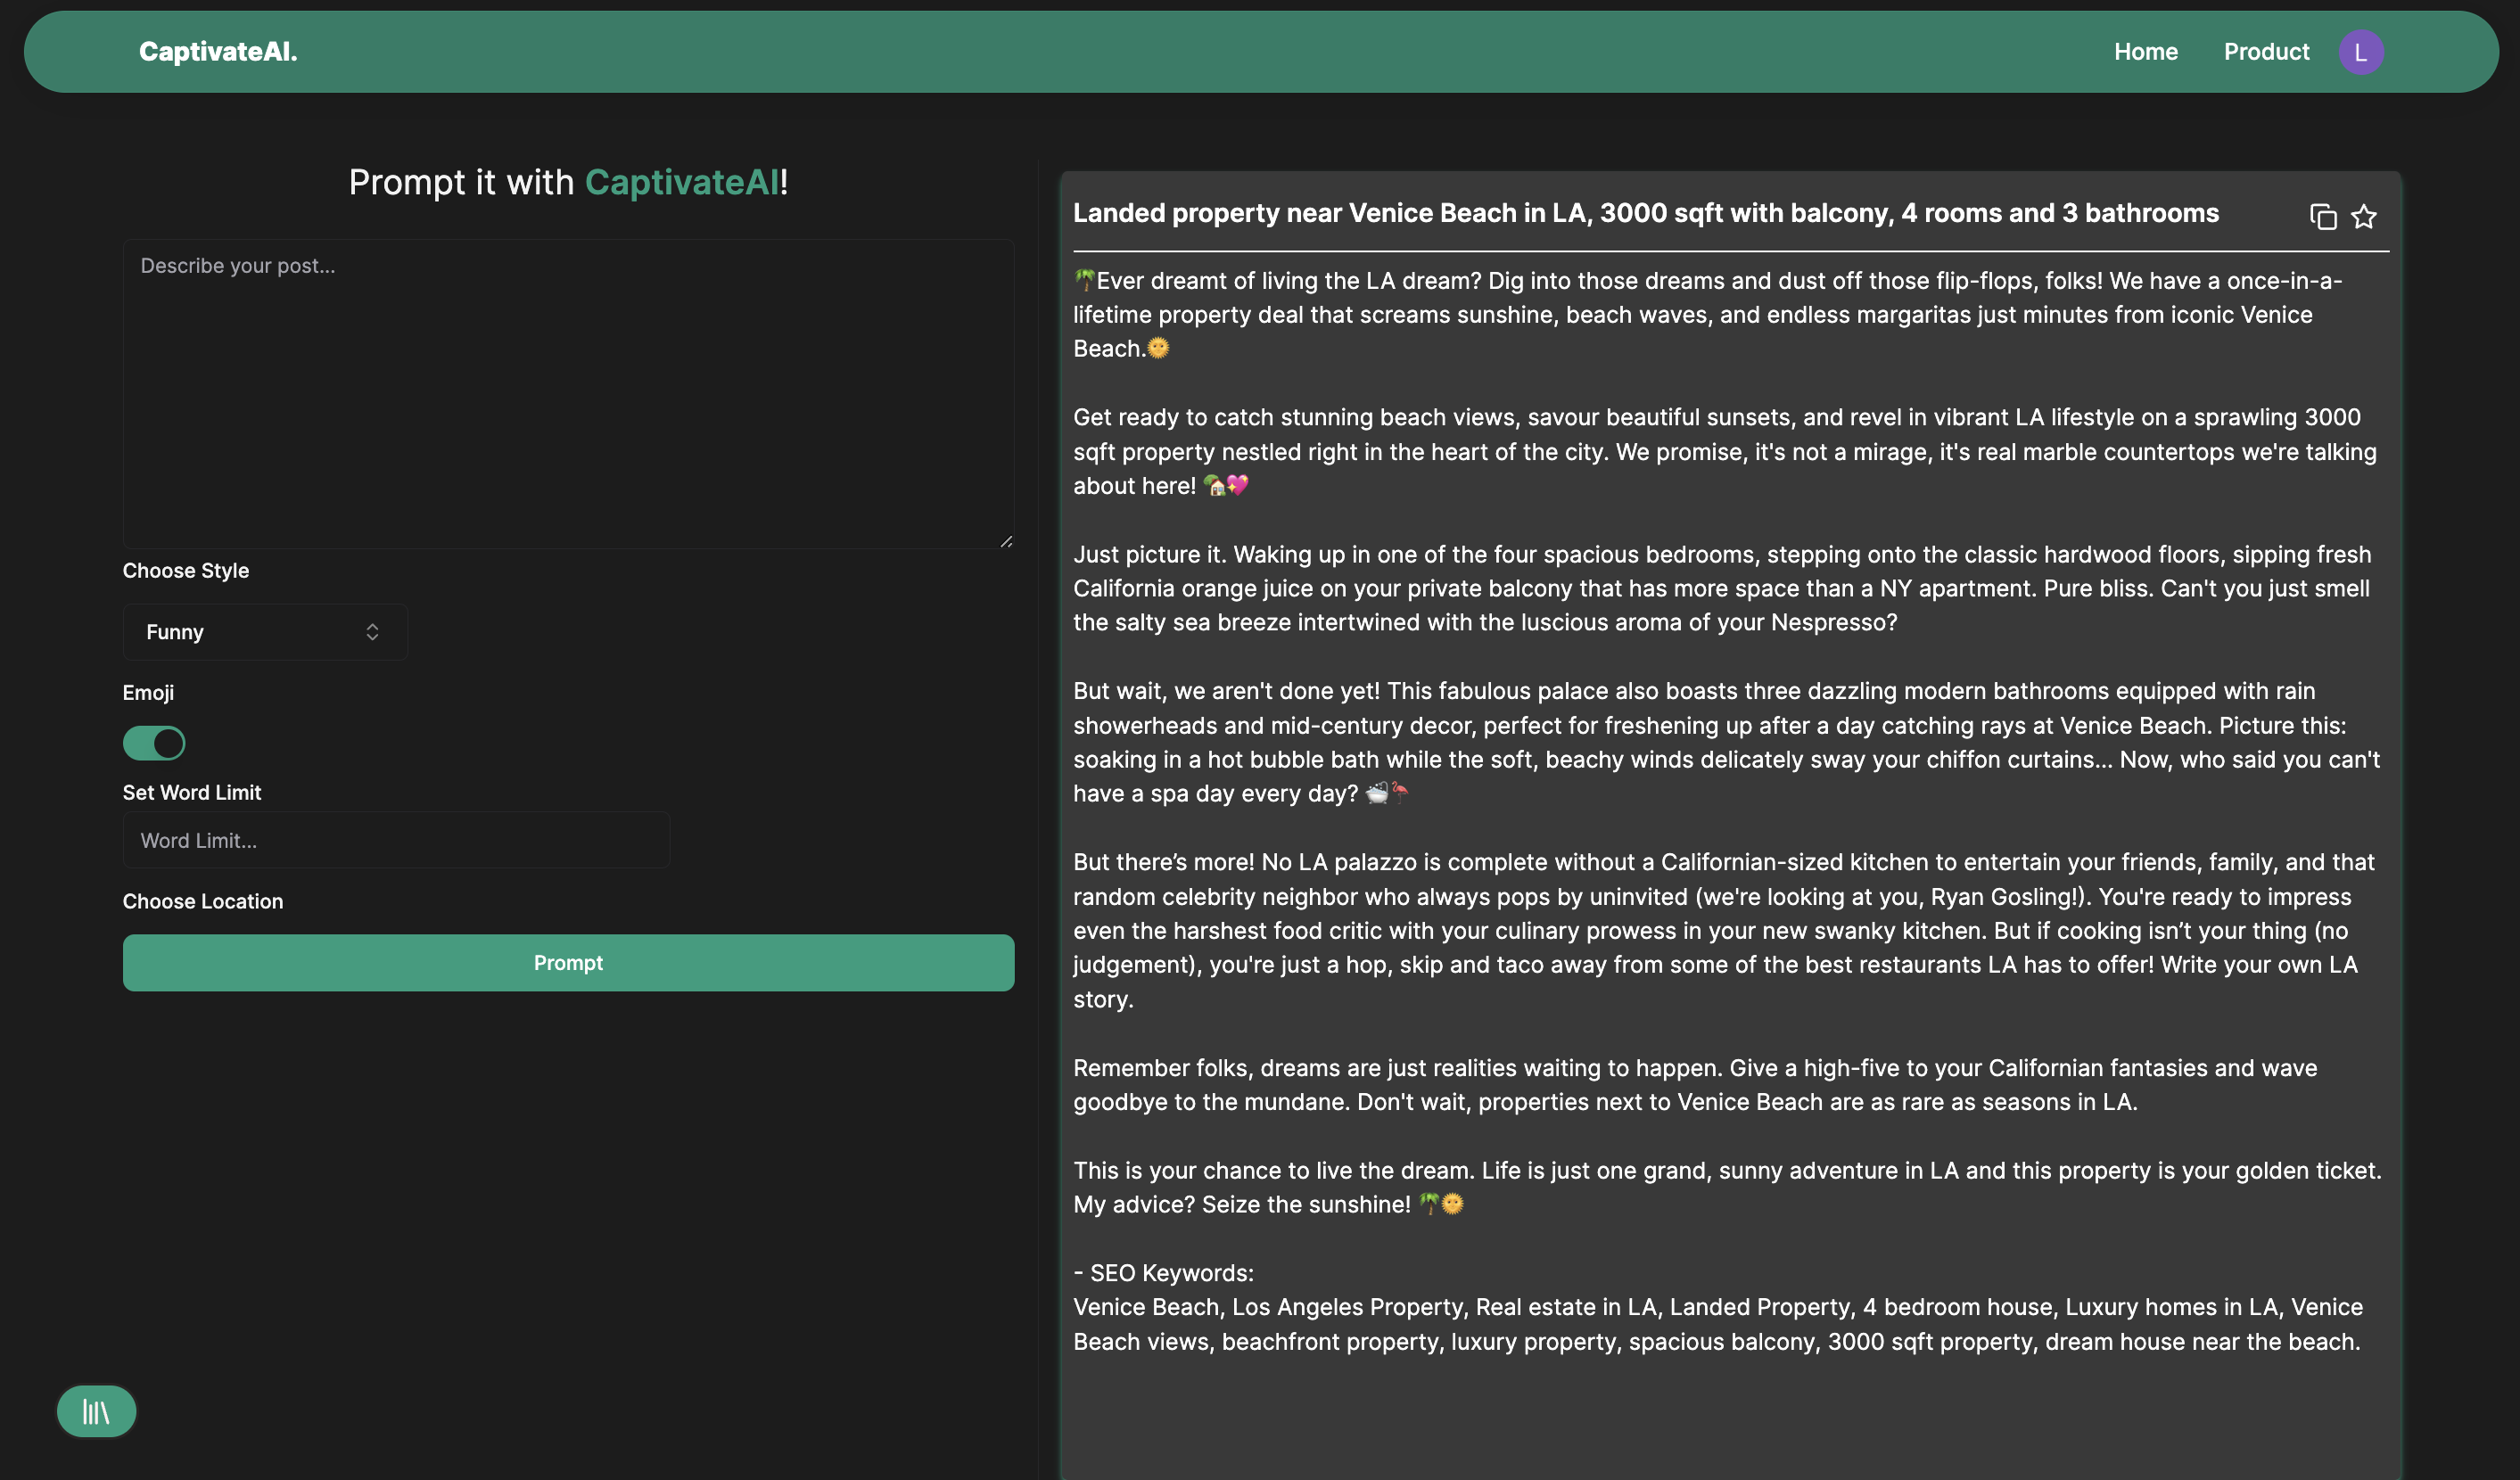 CaptivateAI.
Home
Product
L
Prompt it with CaptivateAI!
Describe your post...
Choose Style
Funny
Emoji
Set Word Limit
Word Limit...
Choose Location
Prompt
Landed property near Venice Beach in LA, 3000 sqft with balcony, 4 rooms and 3 bathrooms
🌴Ever dreamt of living the LA dream? Dig into those dreams and dust off those flip-flops, folks! We have a once-in-a-
lifetime property deal that screams sunshine, beach waves, and endless margaritas just minutes from iconic Venice
Beach.🌞
Get ready to catch stunning beach views, savour beautiful sunsets, and revel in vibrant LA lifestyle on a sprawling 3000
sqft property nestled right in the heart of the city. We promise, it's not a mirage, it's real marble countertops we're talking
about here! 🏡💖
Just picture it. Waking up in one of the four spacious bedrooms, stepping onto the classic hardwood floors, sipping fresh
California orange juice on your private balcony that has more space than a NY apartment. Pure bliss. Can't you just smell
the salty sea breeze intertwined with the luscious aroma of your Nespresso?
But wait, we aren't done yet! This fabulous palace also boasts three dazzling modern bathrooms equipped with rain
showerheads and mid-century decor, perfect for freshening up after a day catching rays at Venice Beach. Picture this:
soaking in a hot bubble bath while the soft, beachy winds delicately sway your chiffon curtains... Now, who said you can't
have a spa day every day? 🛁🦩
But there’s more! No LA palazzo is complete without a Californian-sized kitchen to entertain your friends, family, and that
random celebrity neighbor who always pops by uninvited (we're looking at you, Ryan Gosling!). You're ready to impress
even the harshest food critic with your culinary prowess in your new swanky kitchen. But if cooking isn’t your thing (no
judgement), you're just a hop, skip and taco away from some of the best restaurants LA has to offer! Write your own LA
story.
Remember folks, dreams are just realities waiting to happen. Give a high-five to your Californian fantasies and wave
goodbye to the mundane. Don't wait, properties next to Venice Beach are as rare as seasons in LA.
This is your chance to live the dream. Life is just one grand, sunny adventure in LA and this property is your golden ticket.
My advice? Seize the sunshine! 🌴🌞
- SEO Keywords:
Venice Beach, Los Angeles Property, Real estate in LA, Landed Property, 4 bedroom house, Luxury homes in LA, Venice
Beach views, beachfront property, luxury property, spacious balcony, 3000 sqft property, dream house near the beach.